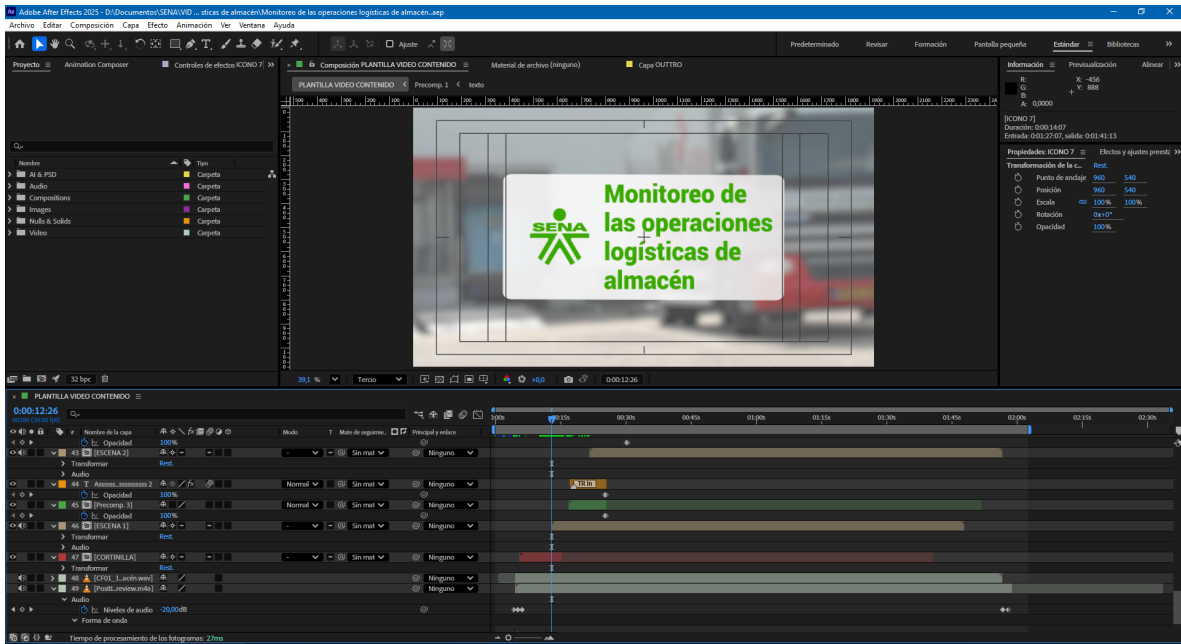 Adobe After Effects 2025 - D:\Documentos\SENA\VID ... sticas de almacén\Monitoreo de las operaciones logísticas de almacén..aep
Archivo Editar Composición Capa Efecto Animación Ver Ventana Ayuda
Ajuste Predeterminado Revisar Formación Pantalla pequeña Estándar Bibliotecas
Proyecto Animation Composer Controles de efectos ICONO 7 Composición PLANTILLA VIDEO CONTENIDO Material de archivo (ninguno) Capa OUTTRO Información Previsualización Alinear
PLANTILLA VIDEO CONTENIDO Precomp. 1 texto
R: X: -456
G: Y: 888
B:
A: 0,0000
[ICONO 7]
Duración: 0:00:14:07
Entrada: 0:01:27:07, salida: 0:01:41:13
Propiedades: ICONO 7 Efectos y ajustes preesta
Transformación de la c... Rest.
Punto de anclaje 960 540
Posición 960 540
Escala 100% 100%
Rotación 0x+0°
Opacidad 100%
Nombre Tipo
AI & PSD Carpeta
Audio Carpeta
Compositions Carpeta
Images Carpeta
Nulls & Solids Carpeta
Video Carpeta
SENA
Monitoreo de
las operaciones
logísticas de
almacén
32 bpc
39,1 % Tercio +0,0 0:00:12:26
PLANTILLA VIDEO CONTENIDO
0:00:12:26
00:15s 00:30s 00:45s 01:00s 01:15s 01:30s 01:45s 02:00s 02:15s 02:30s
# Nombre de la capa Modo T Mate de seguimie... Principal y enlace
Opacidad 100%
43 [ESCENA 2] - Sin mat Ninguno
Transformar Rest.
Audio
44 T Assssss..ssssssssss 2 Normal Sin mat Ninguno TR In
Opacidad 100%
45 [Precomp. 3] Normal Sin mat Ninguno
Opacidad 100%
46 [ESCENA 1] - Sin mat Ninguno
Transformar Rest.
Audio
47 [CORTINILLA] - Sin mat Ninguno
Transformar Rest.
48 [CF01_1..acén.wav] Ninguno
49 [Positi..review.m4a] Ninguno
Audio
Niveles de audio -20,00dB
Forma de onda
Tiempo de procesamiento de los fotogramas: 27ms